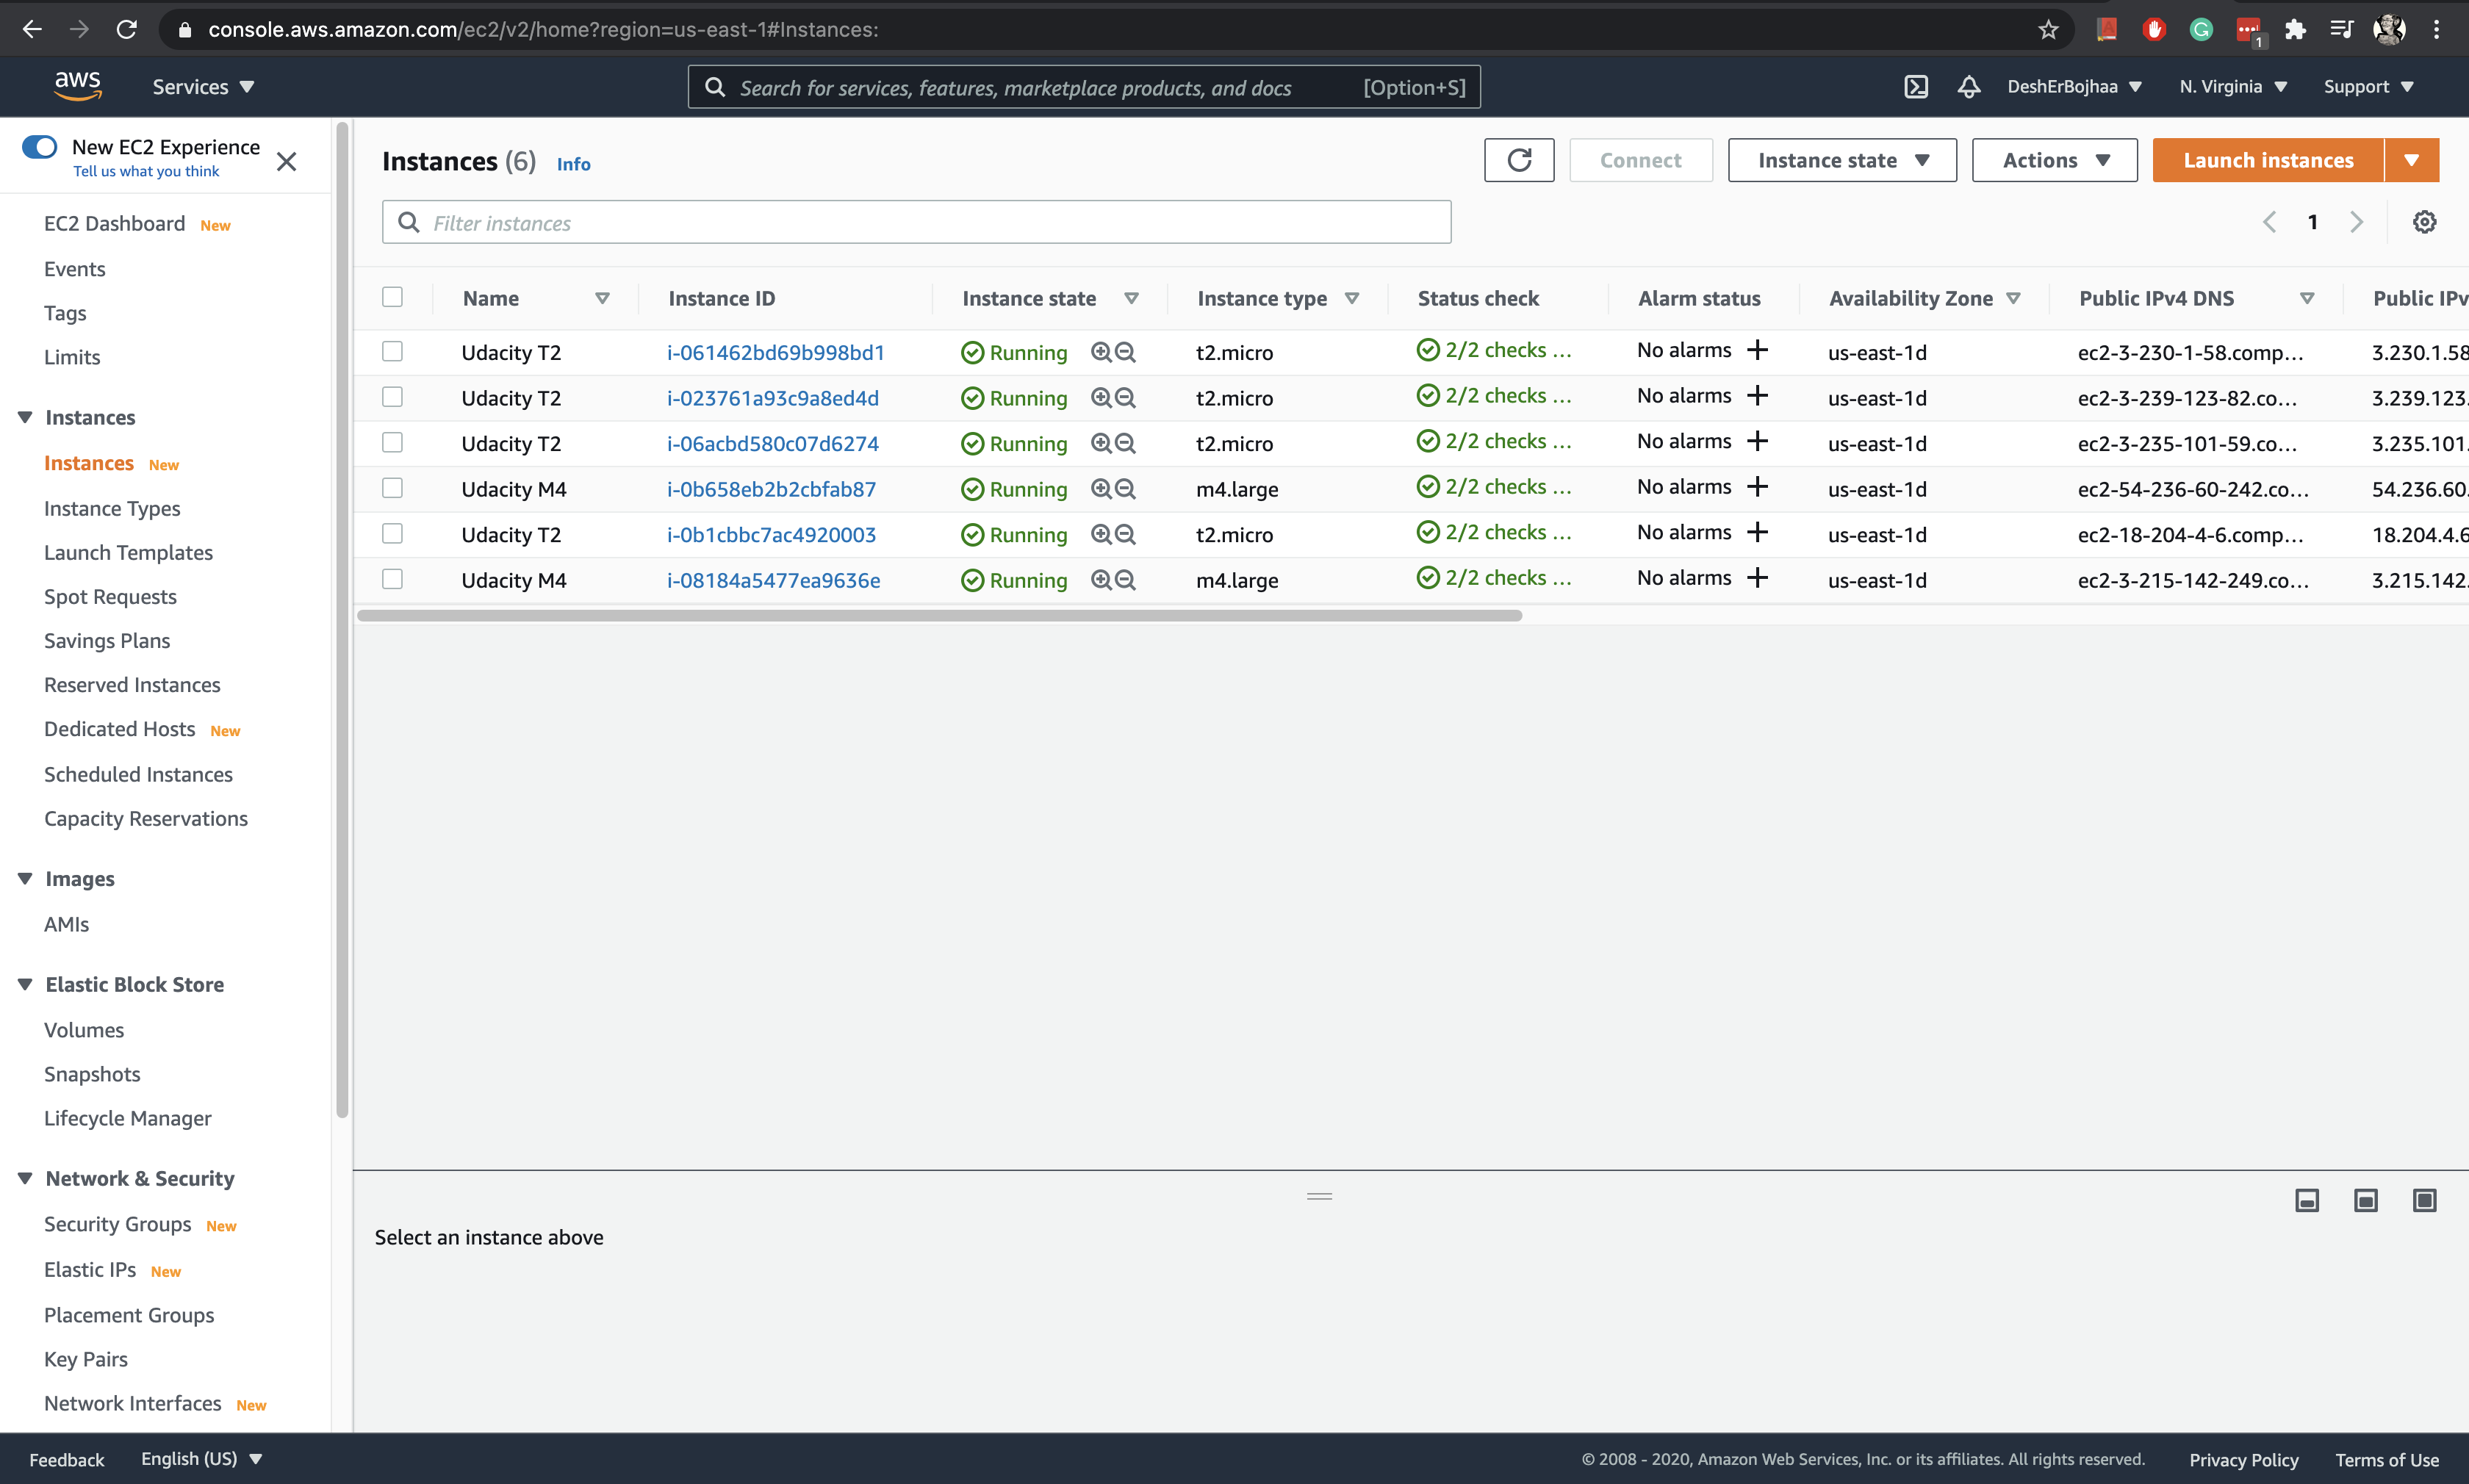 console.aws.amazon.com/ec2/v2/home?region=us-east-1#Instances:
1
aws Services Search for services, features, marketplace products, and docs [Option+S] DeshErBojhaa N. Virginia Support
New EC2 Experience
Tell us what you think
EC2 Dashboard New
Events
Tags
Limits
Instances
Instances New
Instance Types
Launch Templates
Spot Requests
Savings Plans
Reserved Instances
Dedicated Hosts New
Scheduled Instances
Capacity Reservations
Images
AMIs
Elastic Block Store
Volumes
Snapshots
Lifecycle Manager
Network & Security
Security Groups New
Elastic IPs New
Placement Groups
Key Pairs
Network Interfaces New
Instances (6) Info Connect Instance state Actions Launch instances
Filter instances 1
Name Instance ID Instance state Instance type Status check Alarm status Availability Zone Public IPv4 DNS Public IPv
Udacity T2 i-061462bd69b998bd1 Running t2.micro 2/2 checks ... No alarms + us-east-1d ec2-3-230-1-58.comp... 3.230.1.58
Udacity T2 i-023761a93c9a8ed4d Running t2.micro 2/2 checks ... No alarms + us-east-1d ec2-3-239-123-82.co... 3.239.123.
Udacity T2 i-06acbd580c07d6274 Running t2.micro 2/2 checks ... No alarms + us-east-1d ec2-3-235-101-59.co... 3.235.101.
Udacity M4 i-0b658eb2b2cbfab87 Running m4.large 2/2 checks ... No alarms + us-east-1d ec2-54-236-60-242.co... 54.236.60.
Udacity T2 i-0b1cbbc7ac4920003 Running t2.micro 2/2 checks ... No alarms + us-east-1d ec2-18-204-4-6.comp... 18.204.4.6
Udacity M4 i-08184a5477ea9636e Running m4.large 2/2 checks ... No alarms + us-east-1d ec2-3-215-142-249.co... 3.215.142.
Select an instance above
Feedback English (US) © 2008 - 2020, Amazon Web Services, Inc. or its affiliates. All rights reserved. Privacy Policy Terms of Use